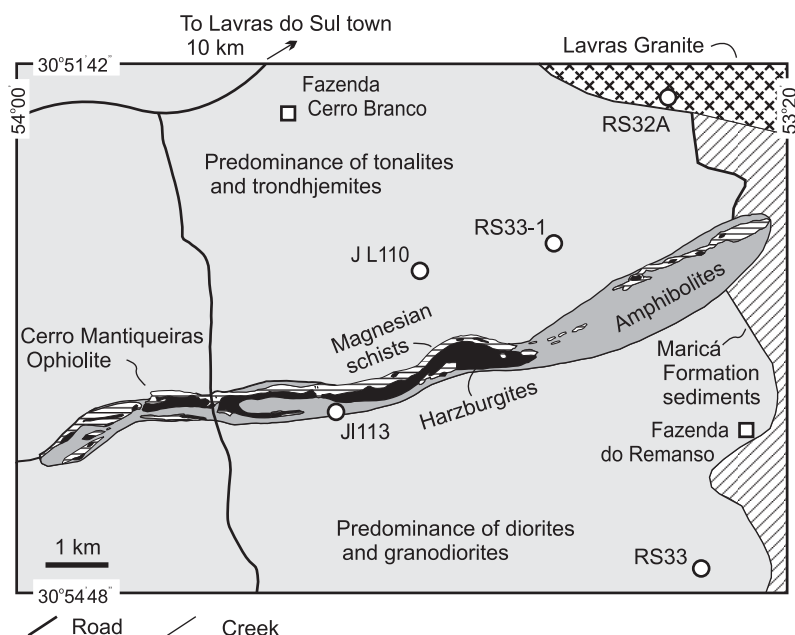 To Lavras do Sul town
10 km
Lavras Granite
30°51'42"
54°00'
53°20'
Fazenda
Cerro Branco
RS32A
Predominance of tonalites
and trondhjemites
RS33-1
J L110
Amphibolites
Magnesian
schists
Cerro Mantiqueiras
Ophiolite
Maricá
Formation
sediments
Harzburgites
JI113
Fazenda
do Remanso
Predominance of diorites
and granodiorites
RS33
1 km
30°54'48"
Road
Creek